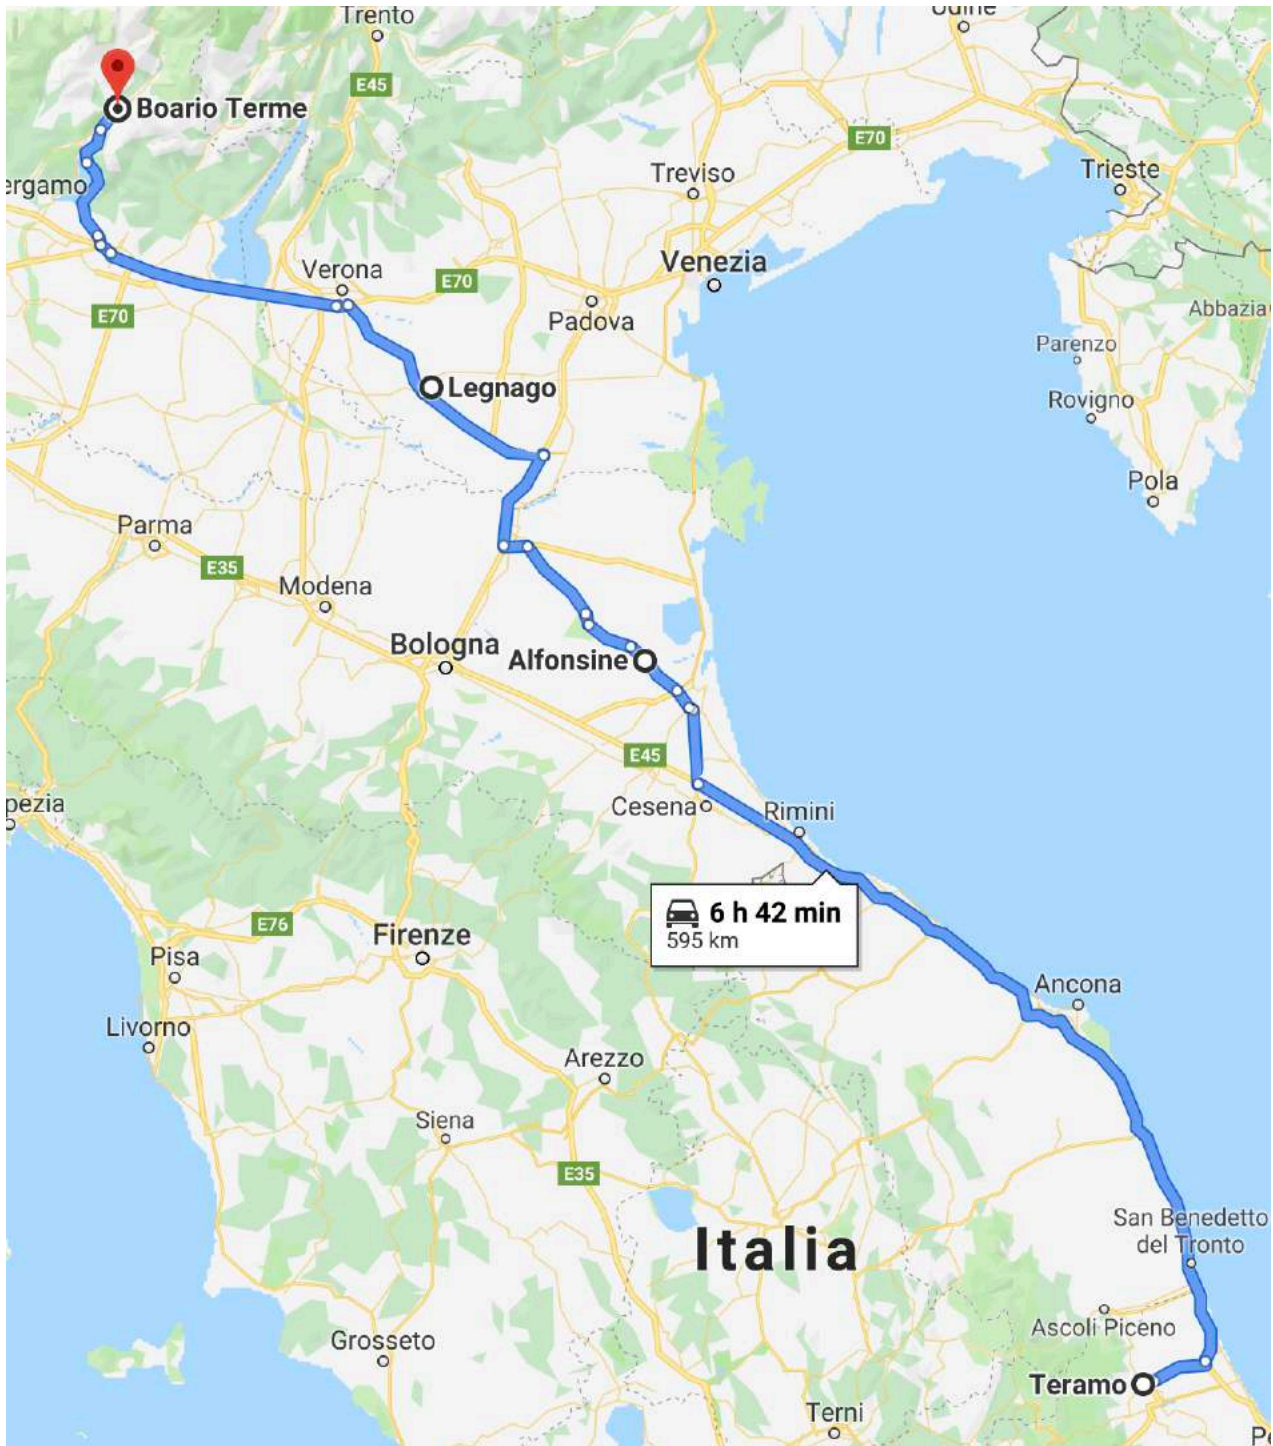 Trento
Udine
E45
Boario Terme
E70
Treviso
Trieste
ergamo
Venezia
Verona
E70
Abbazia
E70
Padova
Parenzo
Legnago
Rovigno
Pola
Parma
E35
Modena
Bologna
Alfonsine
E45
pezia
Cesena
Rimini
6 h 42 min
595 km
E76
Firenze
Pisa
Ancona
Livorno
Arezzo
Siena
E35
San Benedetto
del Tronto
Italia
Ascoli Piceno
Grosseto
Teramo
Terni
Pe